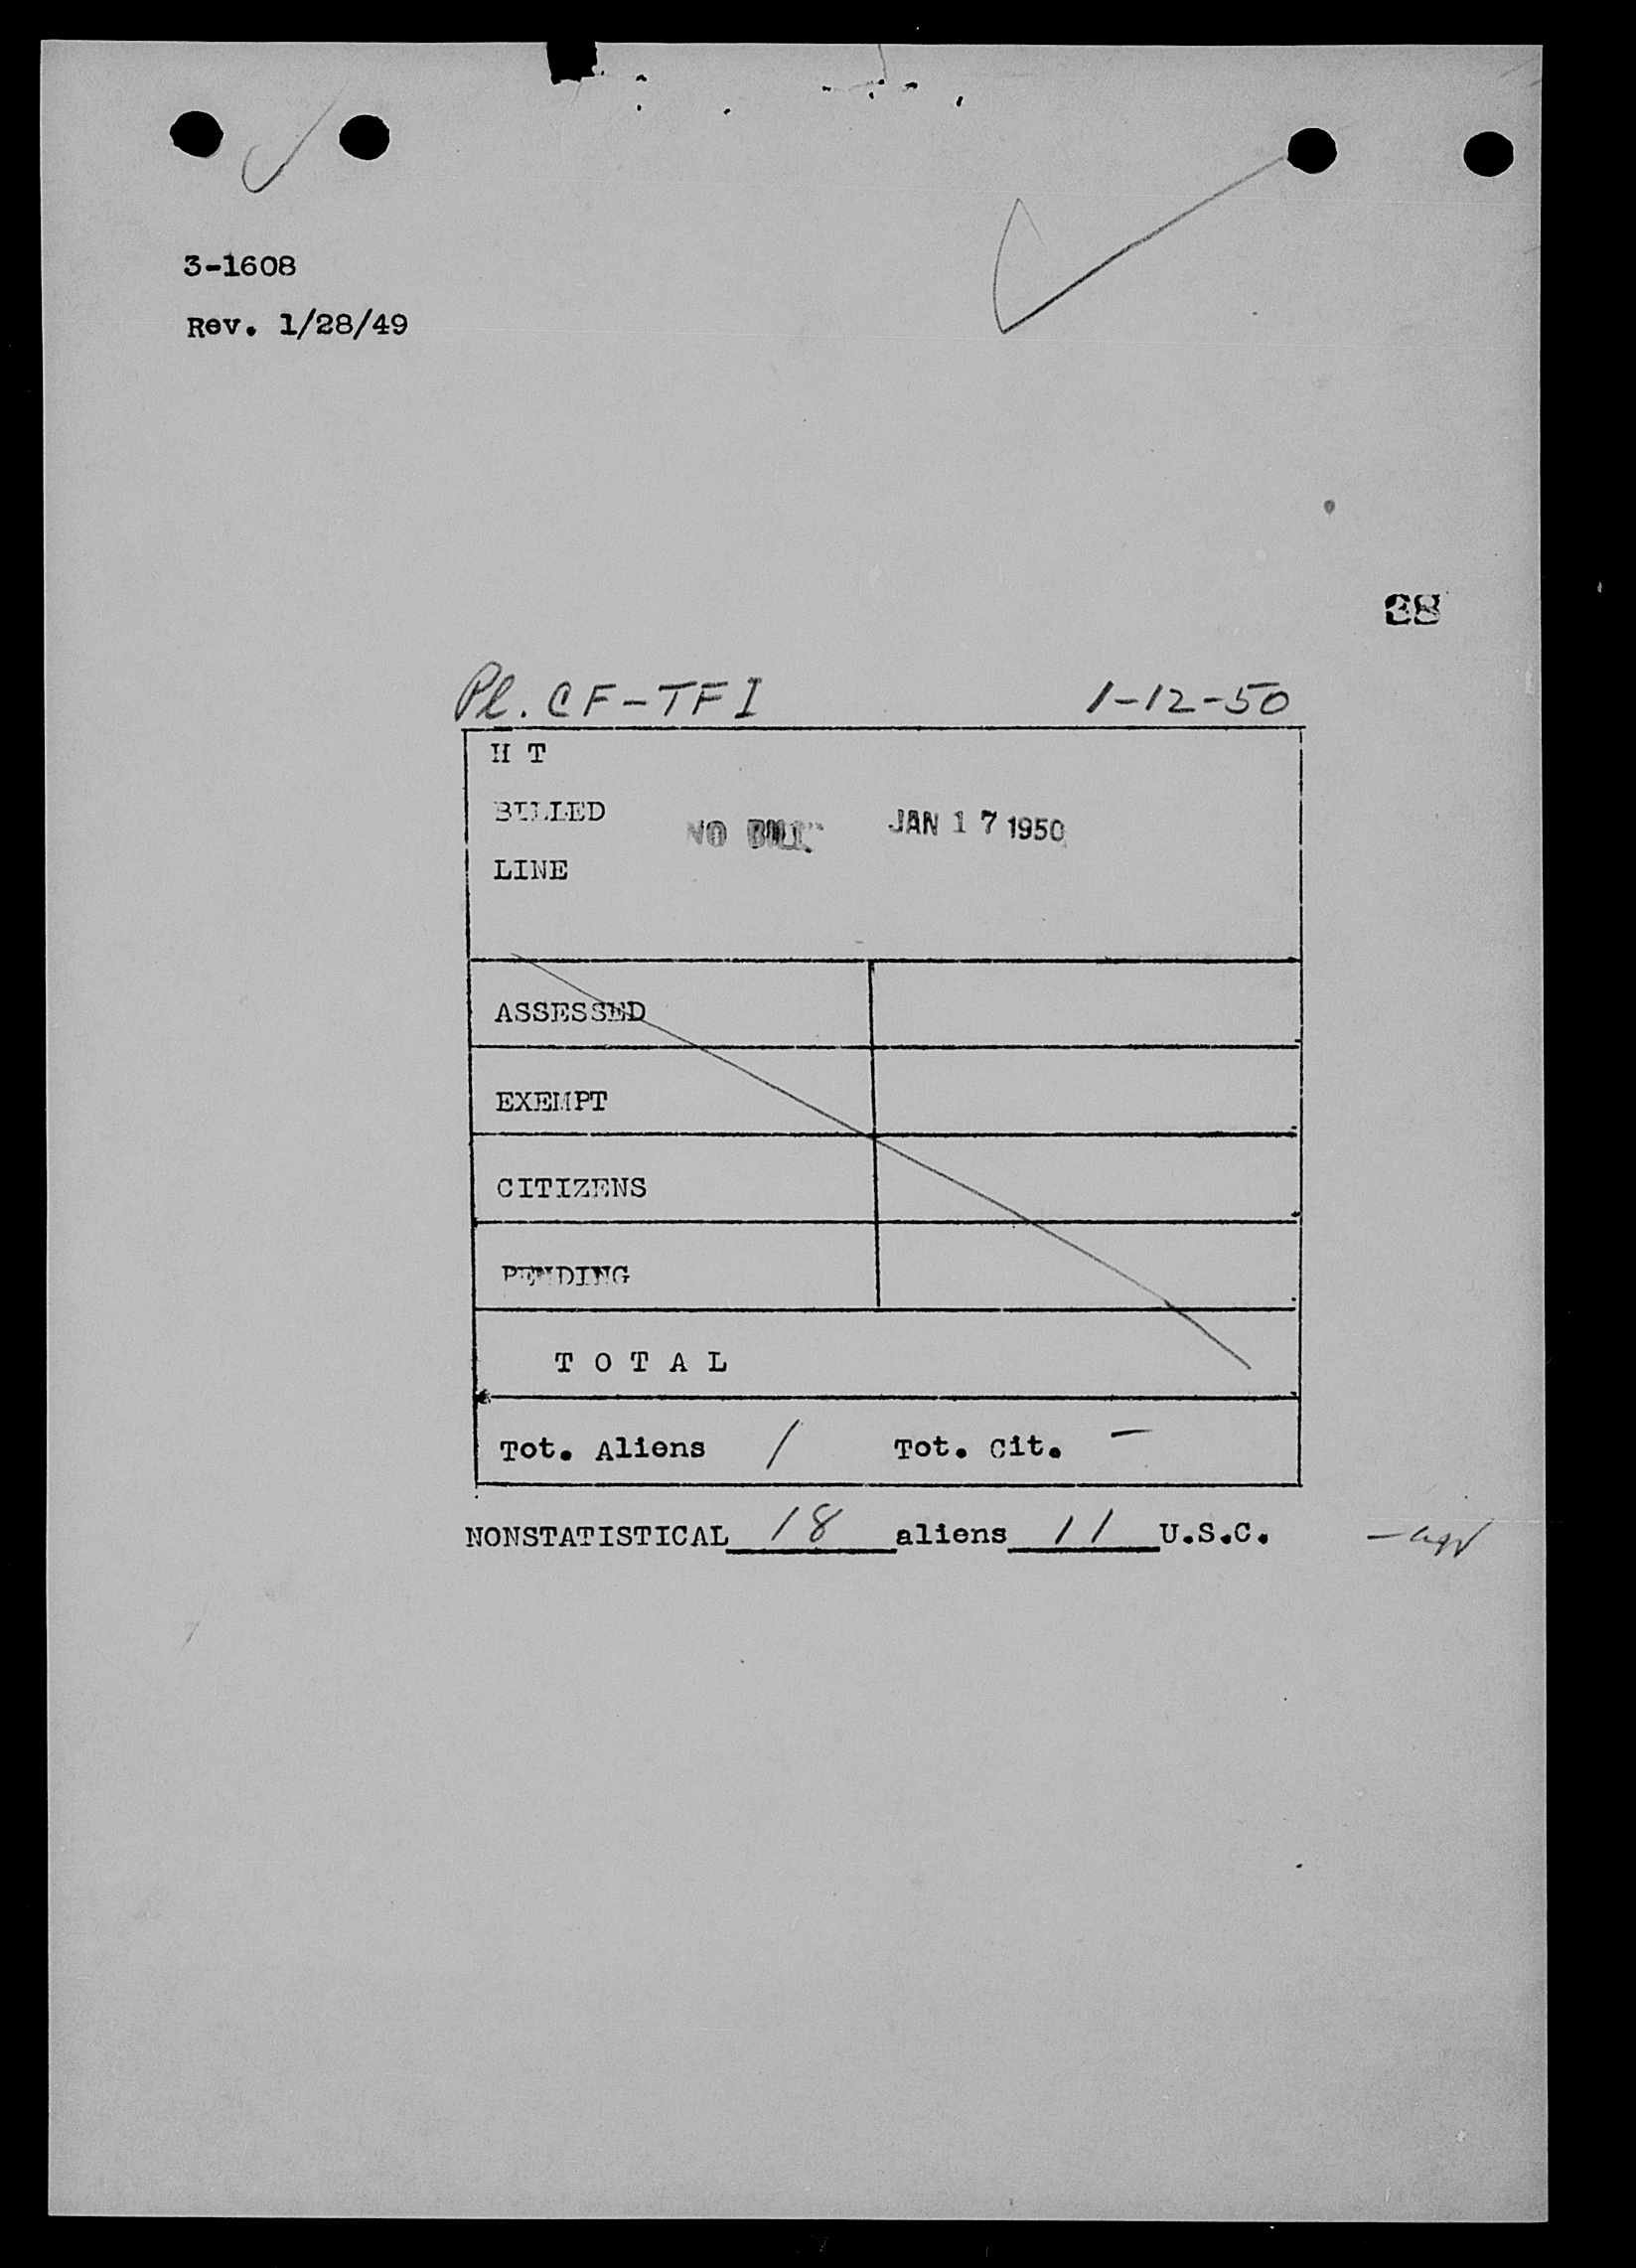 3-1608
Rev. 1/28/49
38
Pl. CF-TFI 1-12-50
H T
BILLED NO BILL JAN 17 1950
LINE
ASSESSED
EXEMPT
CITIZENS
PENDING
T O T A L
Tot. Aliens 1 Tot. Cit. –
NONSTATISTICAL 18 aliens 11 U.S.C.